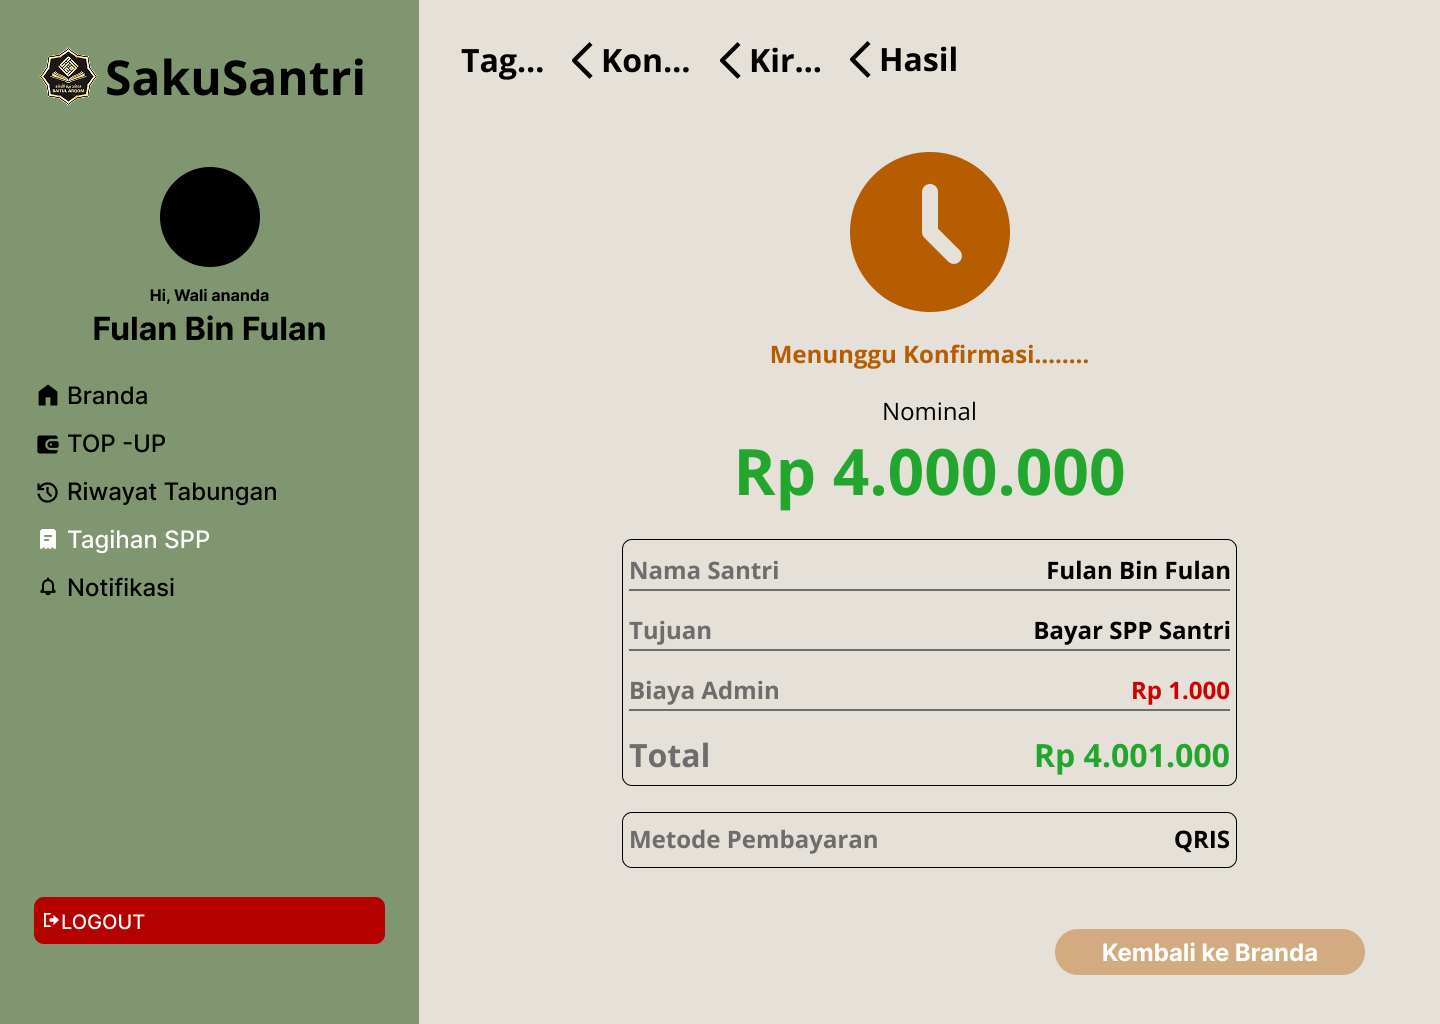 SakuSantri
Hi, Wali ananda
Fulan Bin Fulan
Branda
TOP -UP
Riwayat Tabungan
Tagihan SPP
Notifikasi
LOGOUT
Tag... Kon... Kir... Hasil
Menunggu Konfirmasi........
Nominal
Rp 4.000.000
Nama Santri Fulan Bin Fulan
Tujuan Bayar SPP Santri
Biaya Admin Rp 1.000
Total Rp 4.001.000
Metode Pembayaran QRIS
Kembali ke Branda